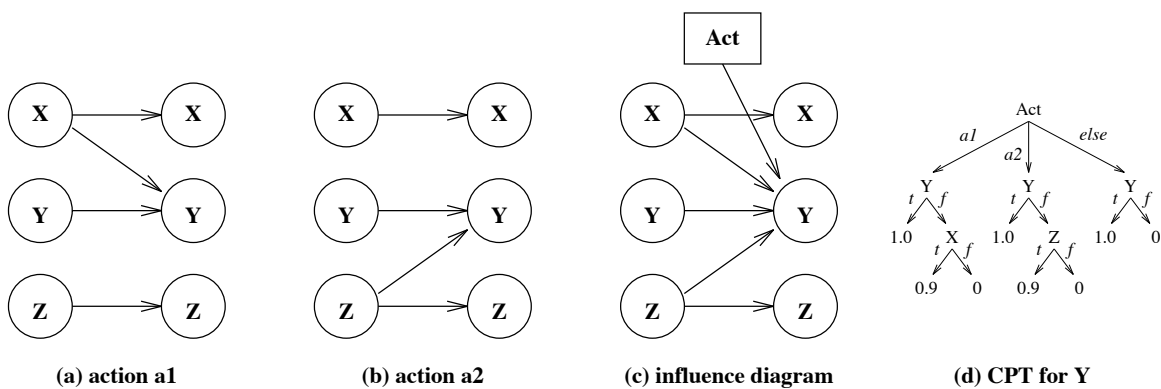 Act
X X X X X X
Act
a1 a2 else
Y Y Y
Y Y Y Y Y Y
t f t f t f
1.0 X 1.0 Z 1.0 0
t f t f
0.9 0 0.9 0
Z Z Z Z Z Z
(a) action a1 (b) action a2 (c) influence diagram (d) CPT for Y